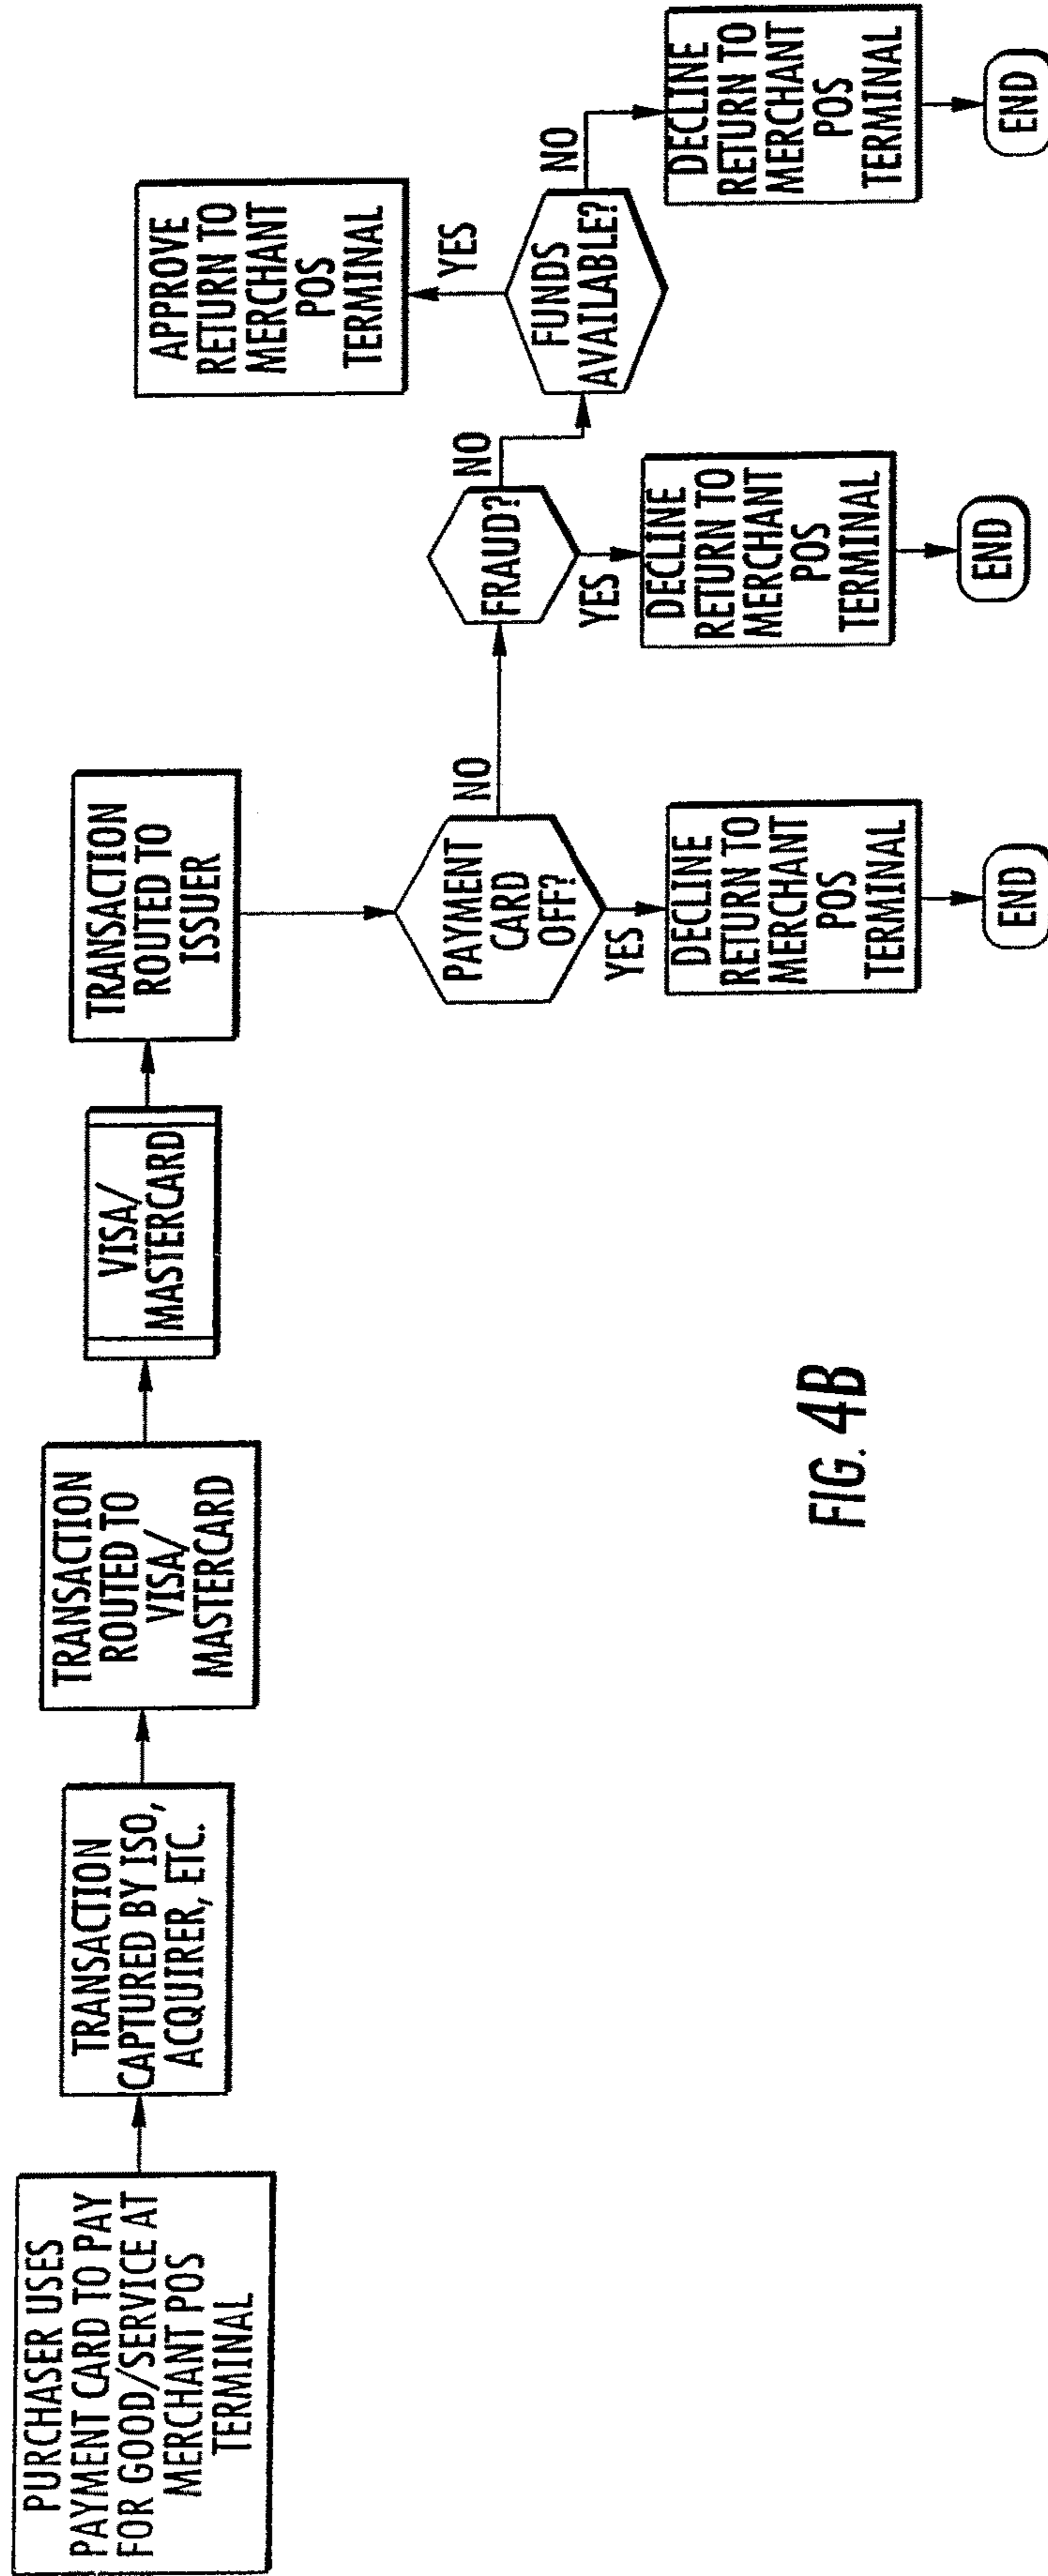 PURCHASER USES
PAYMENT CARD TO PAY
FOR GOOD/SERVICE AT
MERCHANT POS
TERMINAL
TRANSACTION
CAPTURED BY ISO,
ACQUIRER, ETC.
TRANSACTION
ROUTED TO
VISA/
MASTERCARD
VISA/
MASTERCARD
TRANSACTION
ROUTED TO
ISSUER
PAYMENT
CARD
OFF?
YES
DECLINE
RETURN TO
MERCHANT
POS
TERMINAL
END
NO
FRAUD?
YES
DECLINE
RETURN TO
MERCHANT
POS
TERMINAL
END
NO
FUNDS
AVAILABLE?
YES
APPROVE
RETURN TO
MERCHANT
POS
TERMINAL
NO
DECLINE
RETURN TO
MERCHANT
POS
TERMINAL
END
FIG. 4B